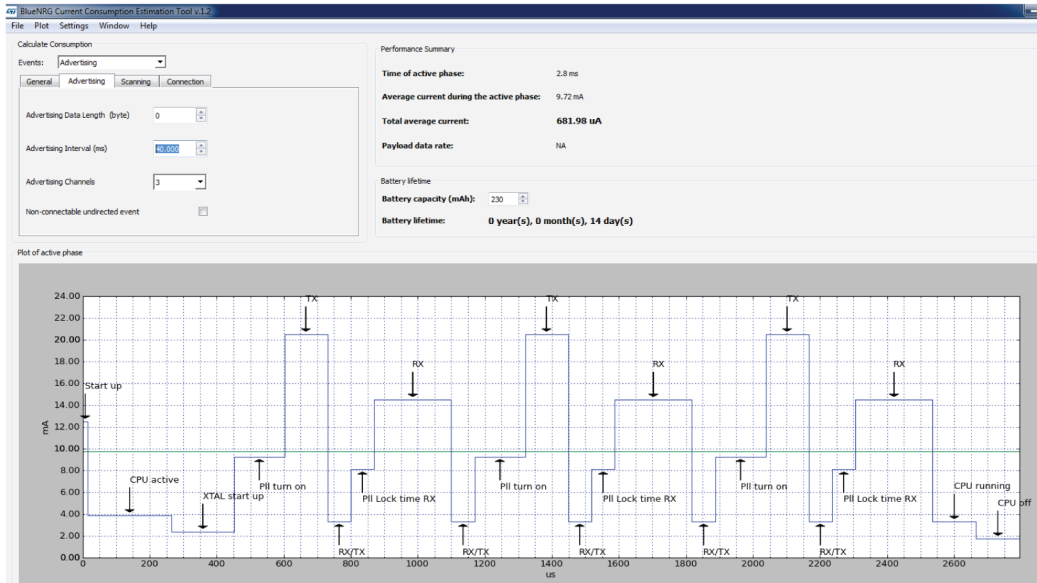 BlueNRG Current Consumption Estimation Tool v.1.2
File Plot Settings Window Help
Calculate Consumption
Events: Advertising
General Advertising Scanning Connection
Advertising Data Length (byte) 0
Advertising Interval (ms) 40.000
Advertising Channels 3
Non-connectable undirected event
Performance Summary
Time of active phase: 2.8 ms
Average current during the active phase: 9.72 mA
Total average current: 681.98 uA
Payload data rate: NA
Battery lifetime
Battery capacity (mAh): 230
Battery lifetime: 0 year(s), 0 month(s), 14 day(s)
Plot of active phase
24.00
22.00
20.00
18.00
16.00
14.00
12.00
10.00
8.00
6.00
4.00
2.00
0.00
mA
TX TX TX
RX RX RX
Start up
CPU active
XTAL start up
Pll turn on Pll turn on Pll turn on
Pll Lock time RX Pll Lock time RX Pll Lock time RX
CPU running
CPU off
RX/TX RX/TX RX/TX RX/TX RX/TX
0 200 400 600 800 1000 1200 1400 1600 1800 2000 2200 2400 2600
us